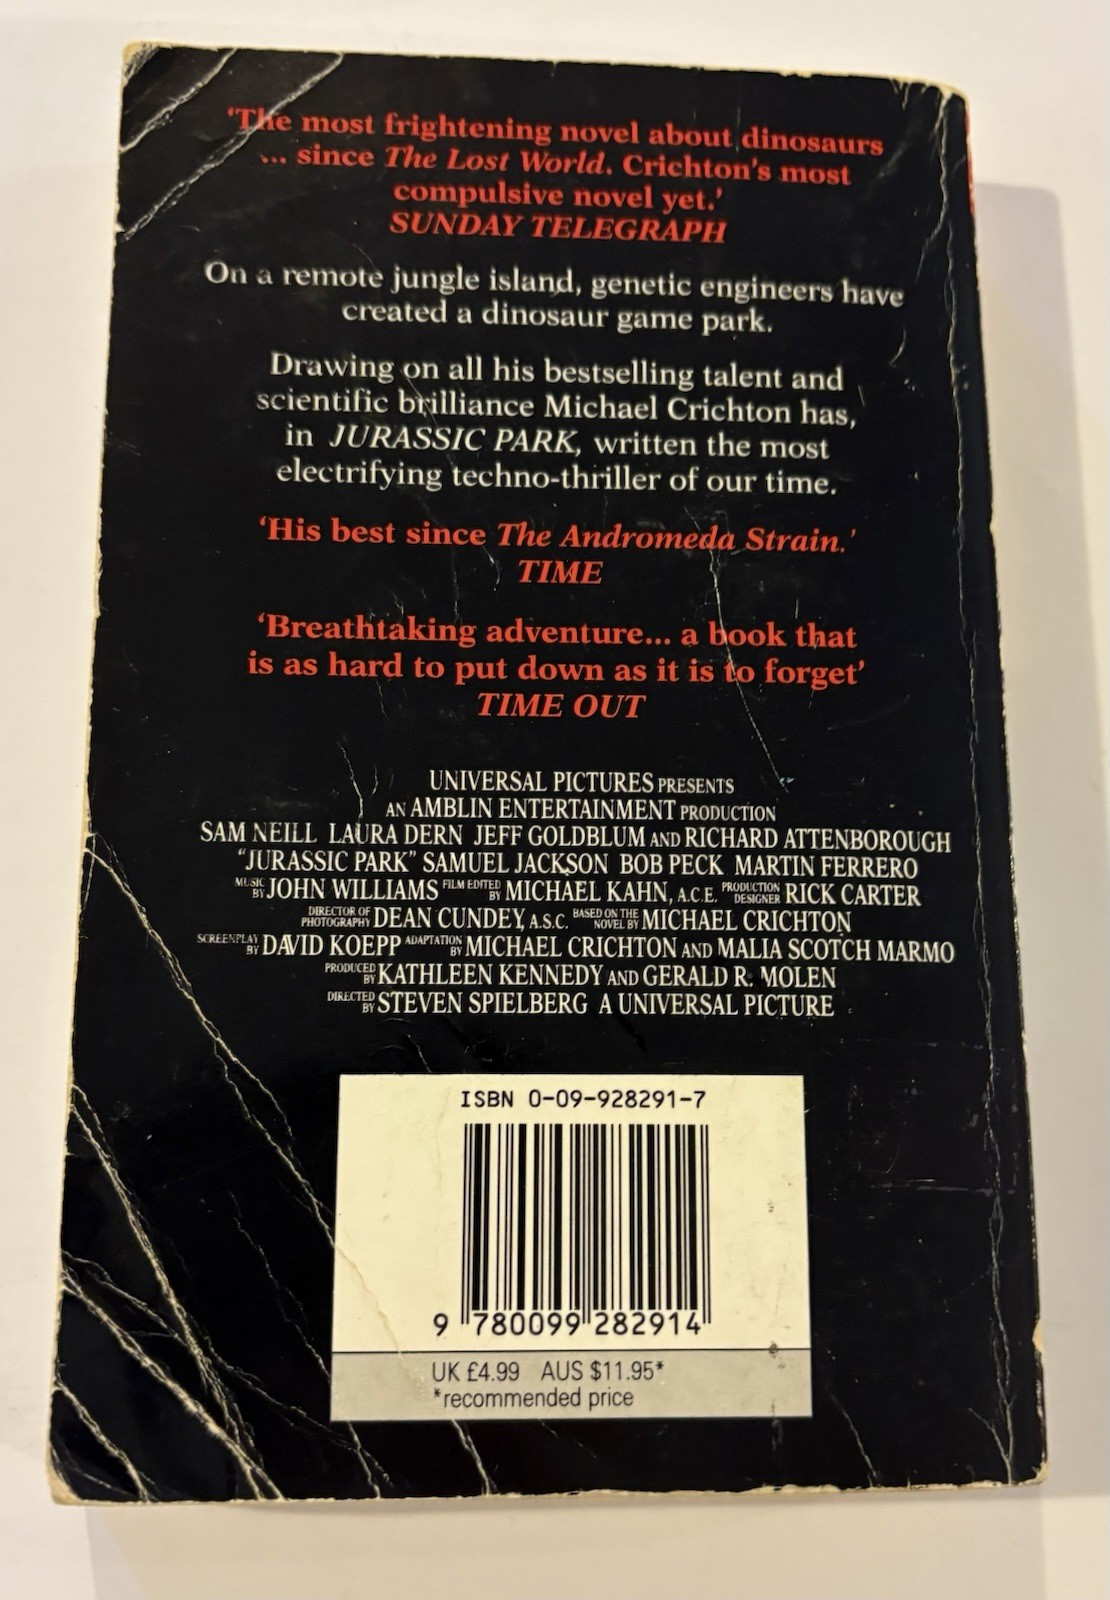 ‘The most frightening novel about dinosaurs
... since The Lost World. Crichton's most
compulsive novel yet.’
SUNDAY TELEGRAPH
On a remote jungle island, genetic engineers have
created a dinosaur game park.
Drawing on all his bestselling talent and
scientific brilliance Michael Crichton has,
in JURASSIC PARK, written the most
electrifying techno-thriller of our time.
‘His best since The Andromeda Strain.’
TIME
‘Breathtaking adventure... a book that
is as hard to put down as it is to forget’
TIME OUT
UNIVERSAL PICTURES PRESENTS
AN AMBLIN ENTERTAINMENT PRODUCTION
SAM NEILL LAURA DERN JEFF GOLDBLUM AND RICHARD ATTENBOROUGH
“JURASSIC PARK” SAMUEL JACKSON BOB PECK MARTIN FERRERO
MUSIC BY JOHN WILLIAMS FILM EDITED BY MICHAEL KAHN, A.C.E. PRODUCTION DESIGNER RICK CARTER
DIRECTOR OF PHOTOGRAPHY DEAN CUNDEY, A.S.C. BASED ON THE NOVEL BY MICHAEL CRICHTON
SCREENPLAY BY DAVID KOEPP ADAPTATION BY MICHAEL CRICHTON AND MALIA SCOTCH MARMO
PRODUCED BY KATHLEEN KENNEDY AND GERALD R. MOLEN
DIRECTED BY STEVEN SPIELBERG A UNIVERSAL PICTURE
ISBN 0-09-928291-7
9 780099 282914
UK £4.99 AUS $11.95*
*recommended price